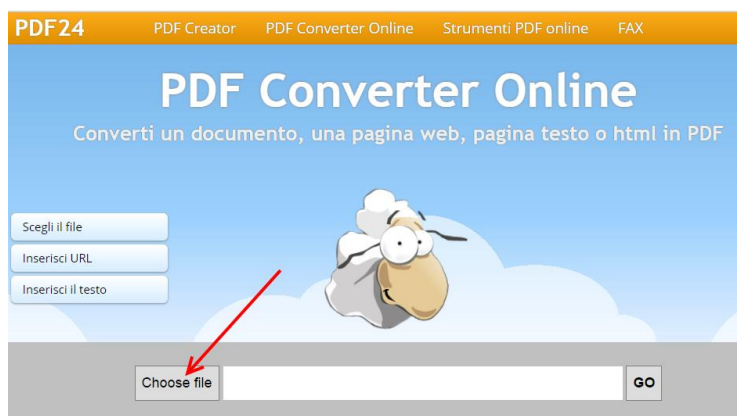 PDF24 PDF Creator PDF Converter Online Strumenti PDF online FAX
PDF Converter Online
Converti un documento, una pagina web, pagina testo o html in PDF
Scegli il file
Inserisci URL
Inserisci il testo
Choose file GO